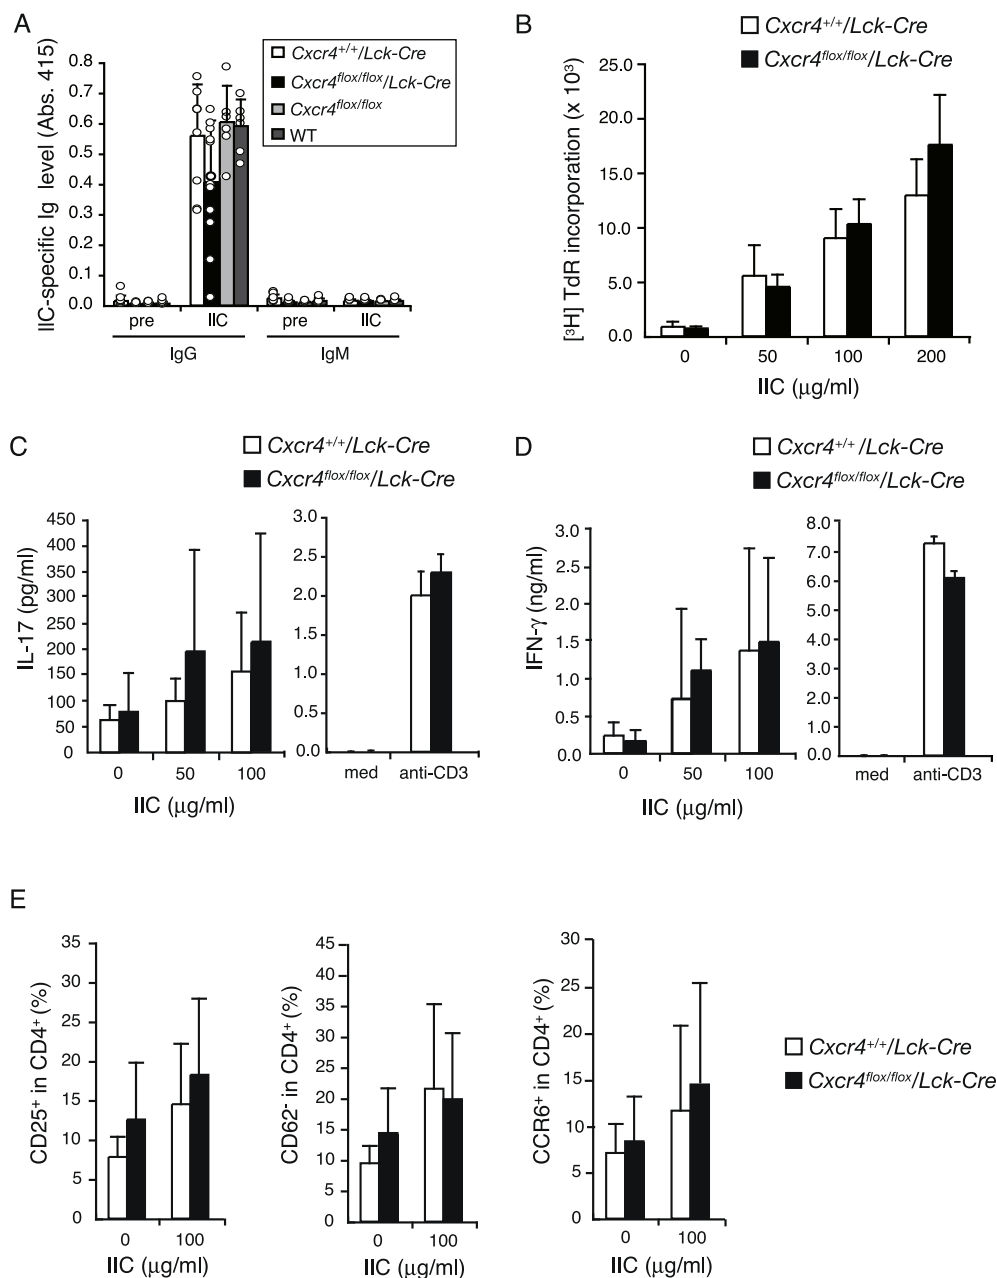 A
IIC-specific Ig level (Abs. 415)
0.8
0.7
0.6
0.5
0.4
0.3
0.2
0.1
0.0
Cxcr4+/+/Lck-Cre
Cxcr4flox/flox/Lck-Cre
Cxcr4flox/flox
WT
pre IIC pre IIC
IgG IgM
B
Cxcr4+/+/Lck-Cre
Cxcr4flox/flox/Lck-Cre
[3H] TdR incorporation (x 103)
25.0
20.0
15.0
10.0
5.0
0.0
0 50 100 200
IIC (μg/ml)
C
Cxcr4+/+/Lck-Cre
Cxcr4flox/flox/Lck-Cre
IL-17 (pg/ml)
450
400
350
300
250
200
150
100
50
0
0 50 100
IIC (μg/ml)
3.0
2.5
2.0
1.5
1.0
0.5
0.0
med anti-CD3
D
Cxcr4+/+/Lck-Cre
Cxcr4flox/flox/Lck-Cre
IFN-γ (ng/ml)
3.0
2.5
2.0
1.5
1.0
0.5
0.0
0 50 100
IIC (μg/ml)
8.0
7.0
6.0
5.0
4.0
3.0
2.0
1.0
0.0
med anti-CD3
E
CD25+ in CD4+ (%)
35
30
25
20
15
10
5
0
0 100
IIC (μg/ml)
CD62- in CD4+ (%)
45
40
35
30
25
20
15
10
5
0
0 100
IIC (μg/ml)
CCR6+ in CD4+ (%)
30
25
20
15
10
5
0
0 100
IIC (μg/ml)
Cxcr4+/+/Lck-Cre
Cxcr4flox/flox/Lck-Cre